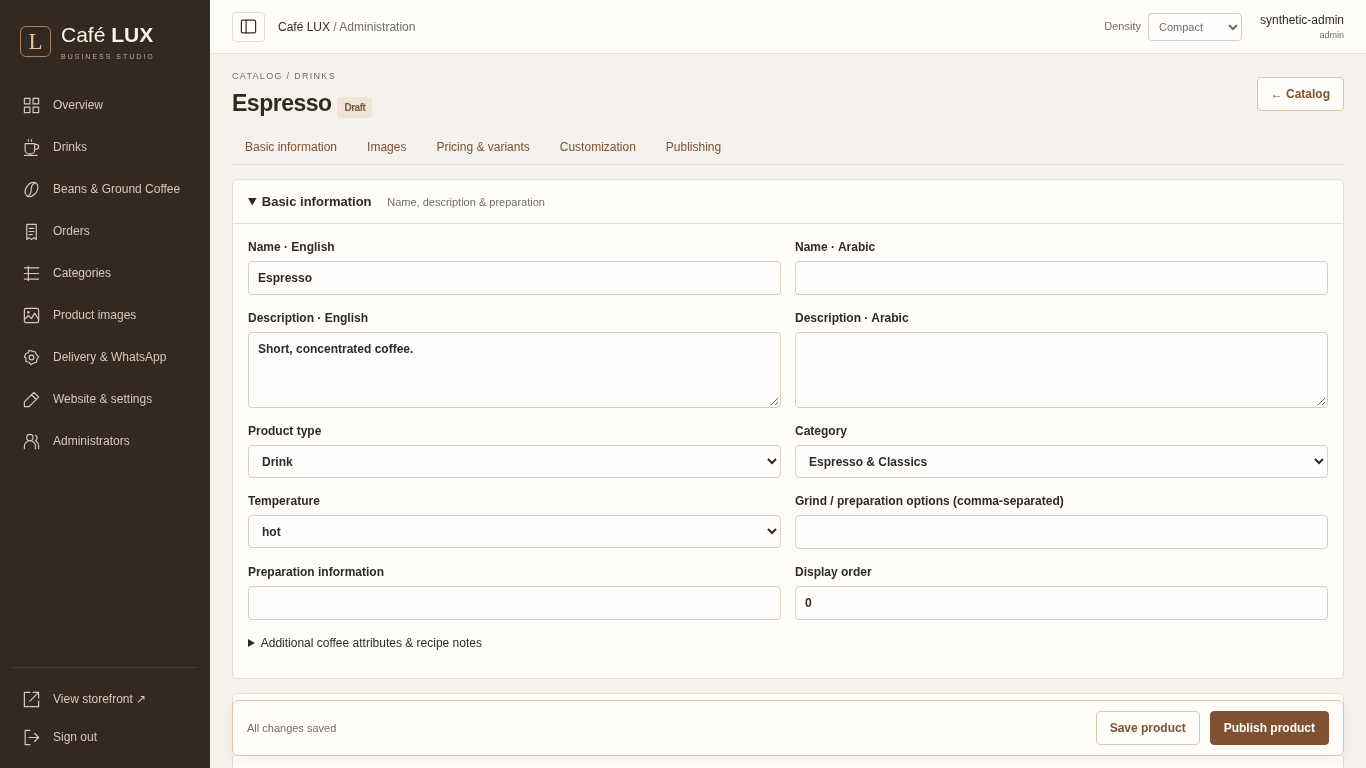 L
Café LUX
BUSINESS STUDIO
Overview
Drinks
Beans & Ground Coffee
Orders
Categories
Product images
Delivery & WhatsApp
Website & settings
Administrators
View storefront ↗
Sign out
Café LUX / Administration
Density
Compact
synthetic-admin
admin
CATALOG / DRINKS
Espresso
Draft
← Catalog
Basic information
Images
Pricing & variants
Customization
Publishing
▼ Basic information
Name, description & preparation
Name · English
Name · Arabic
Espresso
Description · English
Description · Arabic
Short, concentrated coffee.
Product type
Category
Drink
Espresso & Classics
Temperature
Grind / preparation options (comma-separated)
hot
Preparation information
Display order
0
▶ Additional coffee attributes & recipe notes
All changes saved
Save product
Publish product